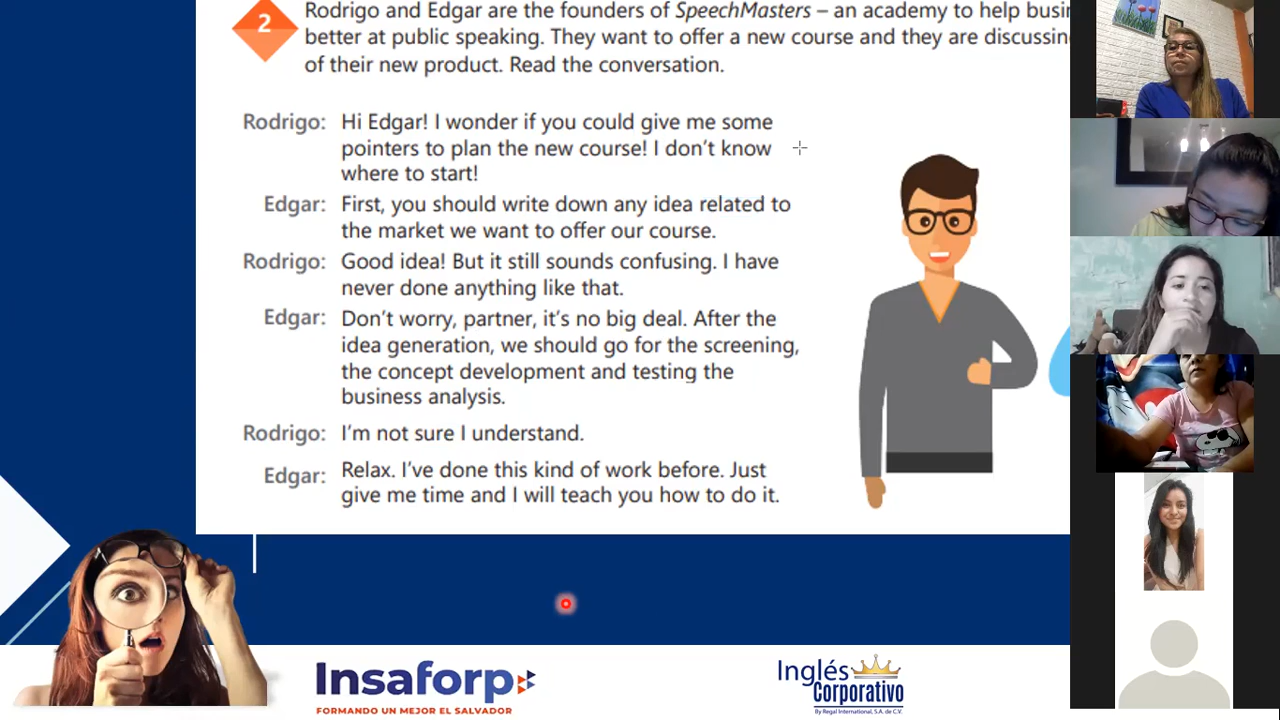 2
Rodrigo and Edgar are the founders of SpeechMasters – an academy to help busi
better at public speaking. They want to offer a new course and they are discussin
of their new product. Read the conversation.
Rodrigo: Hi Edgar! I wonder if you could give me some
pointers to plan the new course! I don't know
where to start!
Edgar: First, you should write down any idea related to
the market we want to offer our course.
Rodrigo: Good idea! But it still sounds confusing. I have
never done anything like that.
Edgar: Don't worry, partner, it's no big deal. After the
idea generation, we should go for the screening,
the concept development and testing the
business analysis.
Rodrigo: I'm not sure I understand.
Edgar: Relax. I've done this kind of work before. Just
give me time and I will teach you how to do it.
Insaforp
FORMANDO UN MEJOR EL SALVADOR
Inglés
Corporativo
By Regal International, S.A. de C.V.